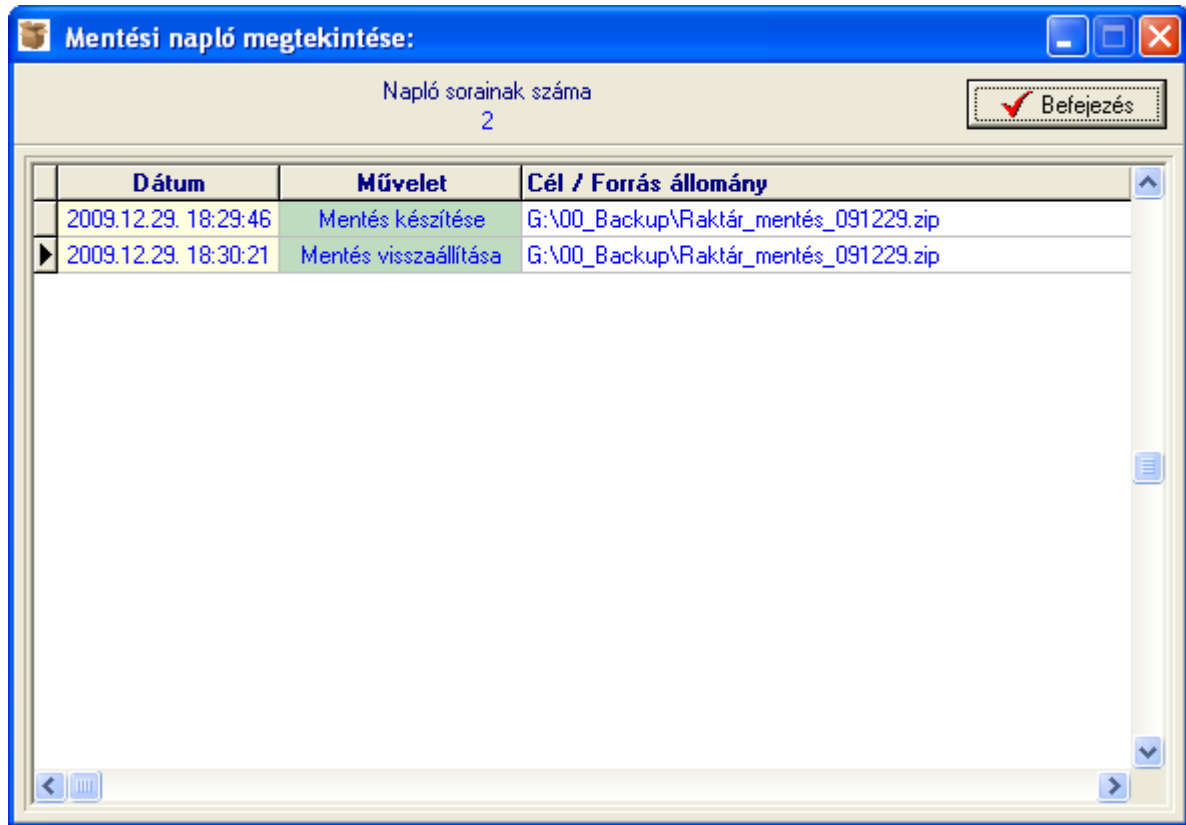 Mentési napló megtekintése:
Napló sorainak száma
2
Befejezés
Dátum Művelet Cél / Forrás állomány
2009.12.29. 18:29:46 Mentés készítése G:\00_Backup\Raktár_mentés_091229.zip
2009.12.29. 18:30:21 Mentés visszaállítása G:\00_Backup\Raktár_mentés_091229.zip